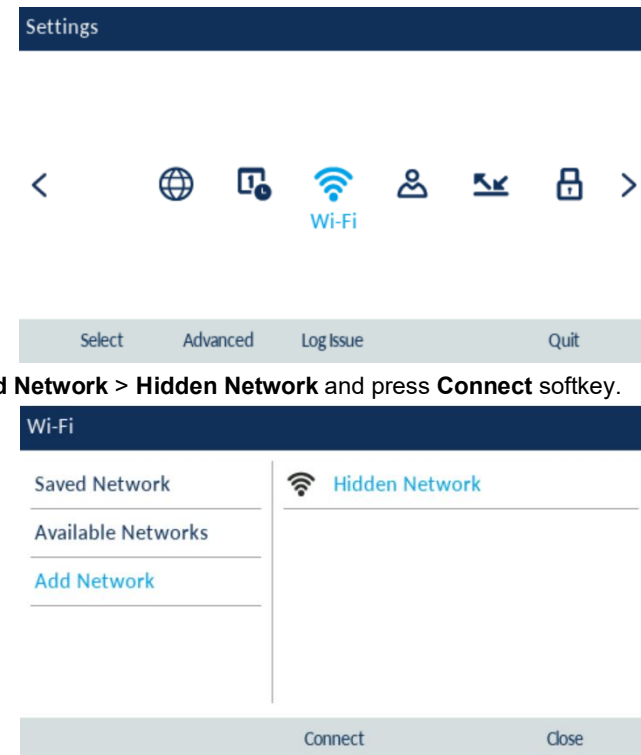 Settings
Wi-Fi
Select Advanced Log Issue Quit
Network > Hidden Network and press Connect softkey.
Wi-Fi
Saved Network Hidden Network
Available Networks
Add Network
Connect Close